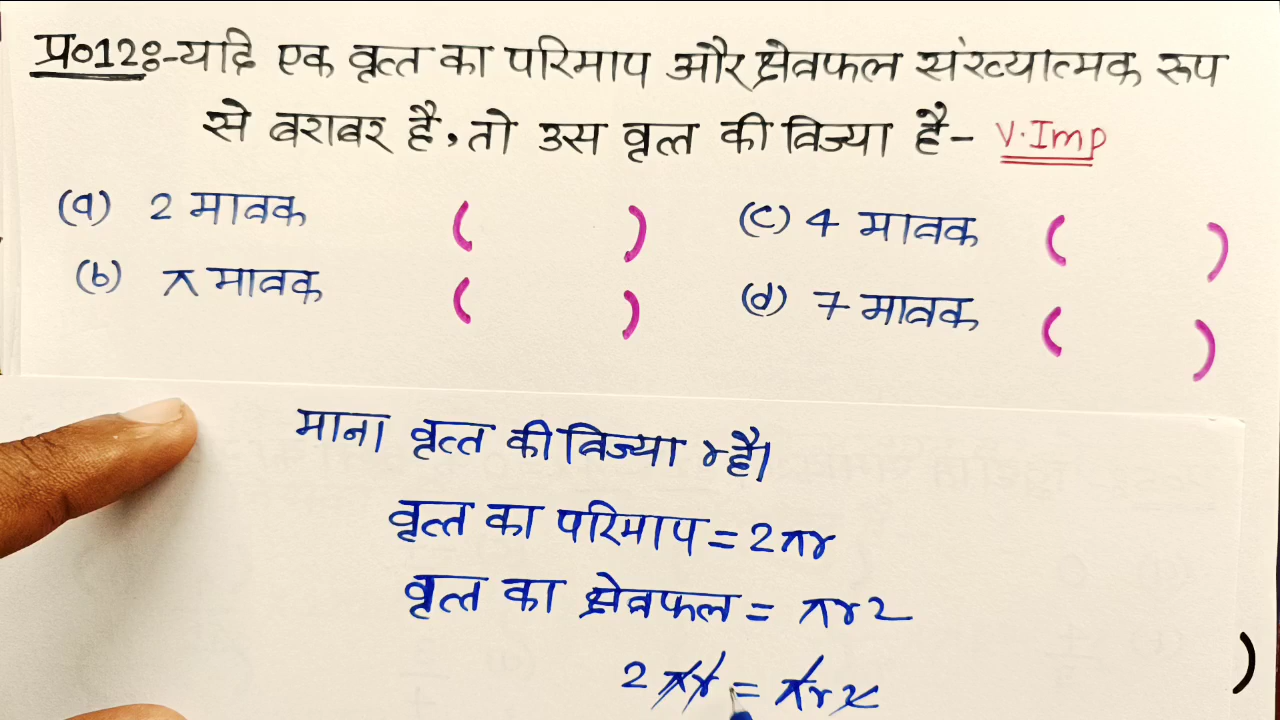 प्र०12ः-यदि एक वृत्त का परिमाप और क्षेत्रफल संख्यात्मक रूप
से बराबर है, तो उस वृत्त की त्रिज्या है- V.Imp
(a) 2 मात्रक ( )
(b) π मात्रक ( )
(c) 4 मात्रक ( )
(d) 7 मात्रक ( )
माना वृत्त की त्रिज्या r है।
वृत्त का परिमाप = 2πr
वृत्त का क्षेत्रफल = πr2
2πr = πr2